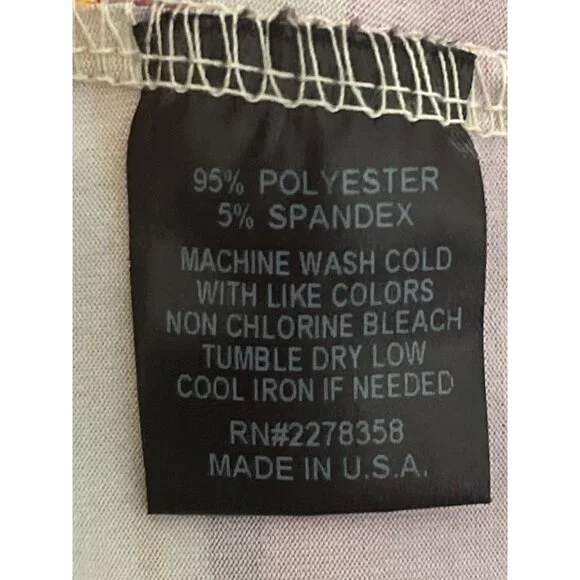 95% POLYESTER
5% SPANDEX
MACHINE WASH COLD
WITH LIKE COLORS
NON CHLORINE BLEACH
TUMBLE DRY LOW
COOL IRON IF NEEDED
RN#2278358
MADE IN U.S.A.